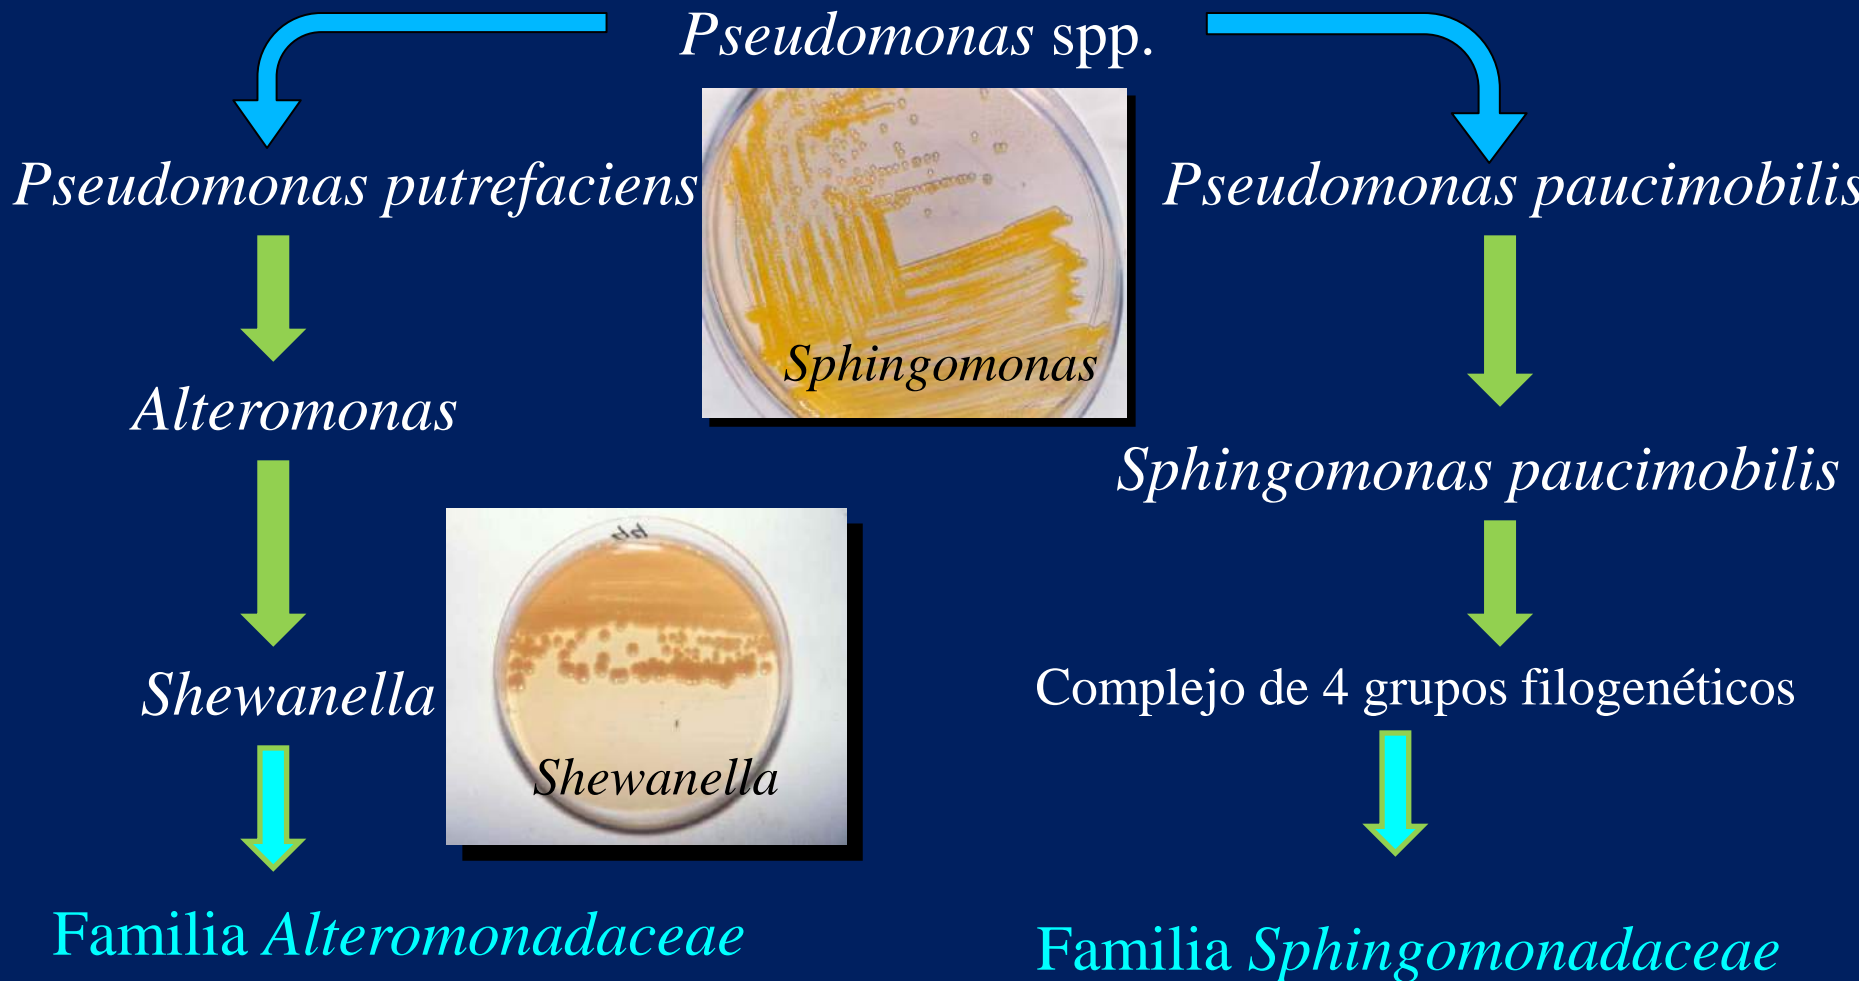 Pseudomonas spp.
Pseudomonas putrefaciens
Pseudomonas paucimobilis
Sphingomonas
Alteromonas
Sphingomonas paucimobilis
Shewanella
Complejo de 4 grupos filogenéticos
Shewanella
Familia Alteromonadaceae
Familia Sphingomonadaceae